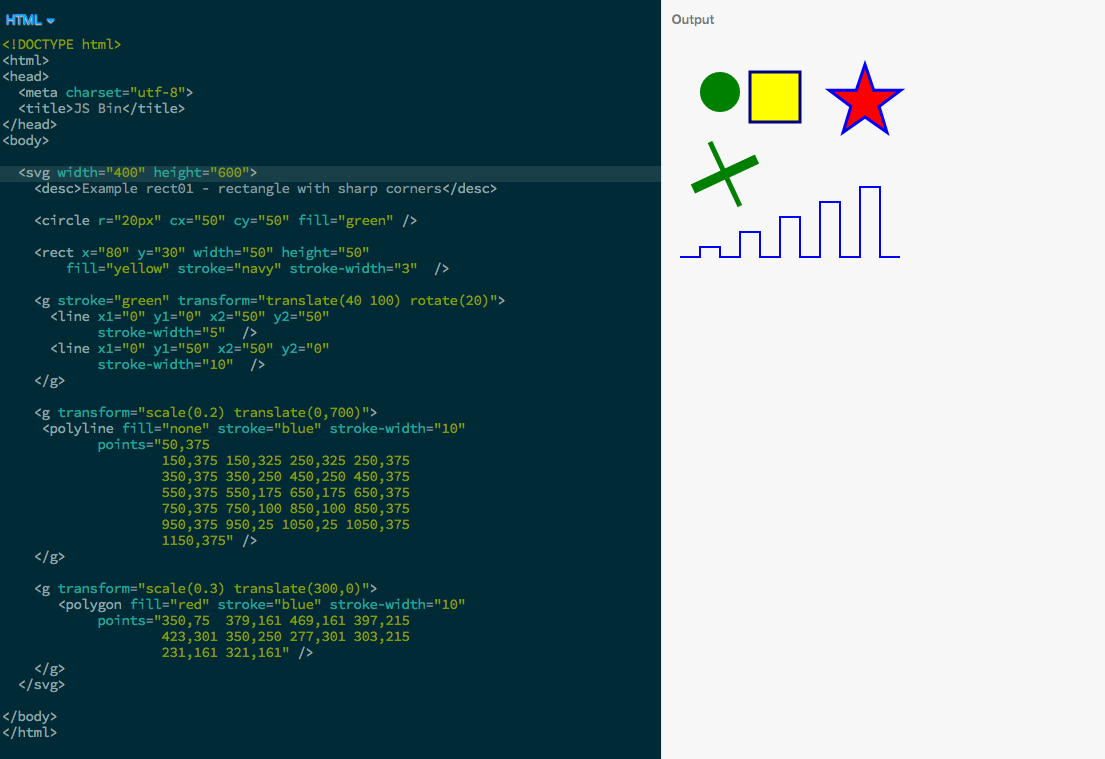 HTML
<!DOCTYPE html>
<html>
<head>
  <meta charset="utf-8">
  <title>JS Bin</title>
</head>
<body>
  <svg width="400" height="600">
    <desc>Example rect01 - rectangle with sharp corners</desc>
    <circle r="20px" cx="50" cy="50" fill="green" />
    <rect x="80" y="30" width="50" height="50"
        fill="yellow" stroke="navy" stroke-width="3"  />
    <g stroke="green" transform="translate(40 100) rotate(20)">
      <line x1="0" y1="0" x2="50" y2="50"
            stroke-width="5"  />
      <line x1="0" y1="50" x2="50" y2="0"
            stroke-width="10"  />
    </g>
    <g transform="scale(0.2) translate(0,700)">
     <polyline fill="none" stroke="blue" stroke-width="10"
            points="50,375
                    150,375 150,325 250,325 250,375
                    350,375 350,250 450,250 450,375
                    550,375 550,175 650,175 650,375
                    750,375 750,100 850,100 850,375
                    950,375 950,25 1050,25 1050,375
                    1150,375" />
    </g>
    <g transform="scale(0.3) translate(300,0)">
       <polygon fill="red" stroke="blue" stroke-width="10"
            points="350,75  379,161 469,161 397,215
                    423,301 350,250 277,301 303,215
                    231,161 321,161" />
    </g>
  </svg>
</body>
</html>
Output